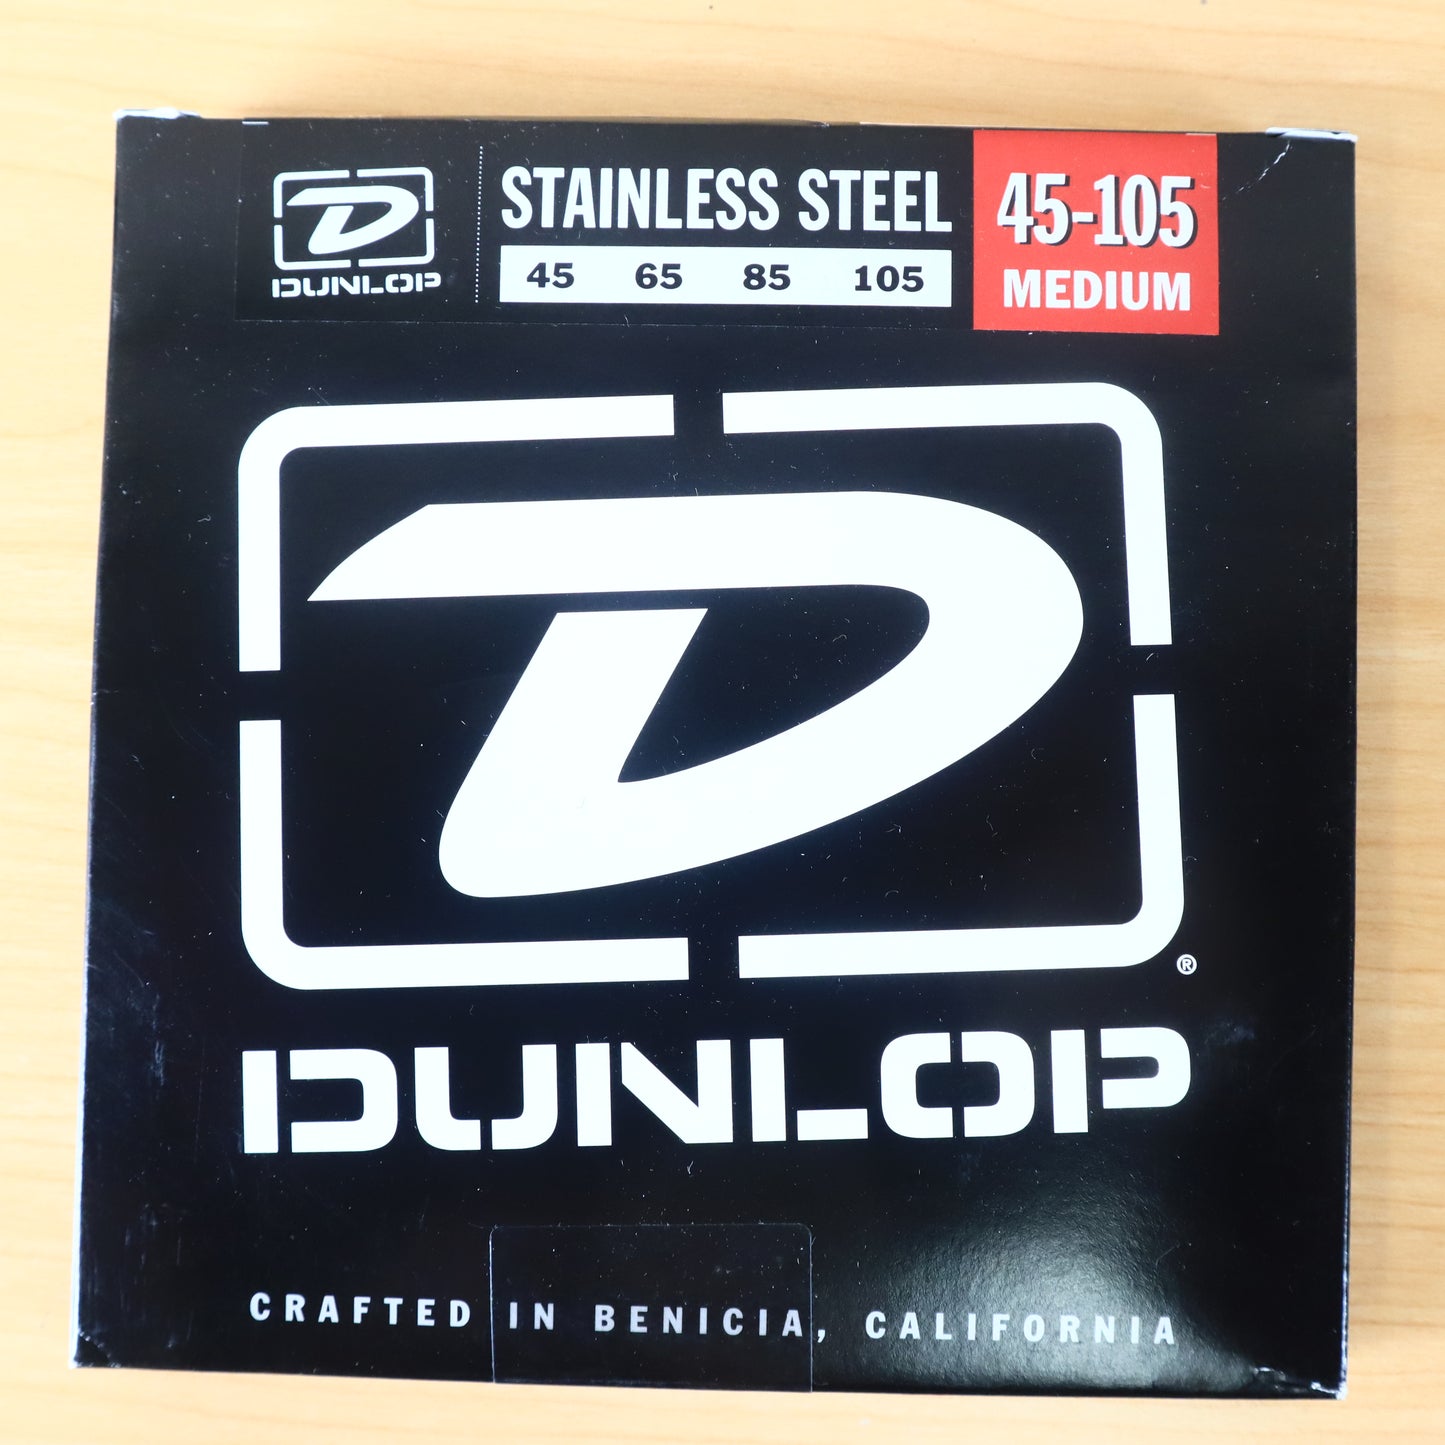 DUNLOP
STAINLESS STEEL
45 65 85 105
45-105
MEDIUM
®
DUNLOP
CRAFTED IN BENICIA, CALIFORNIA